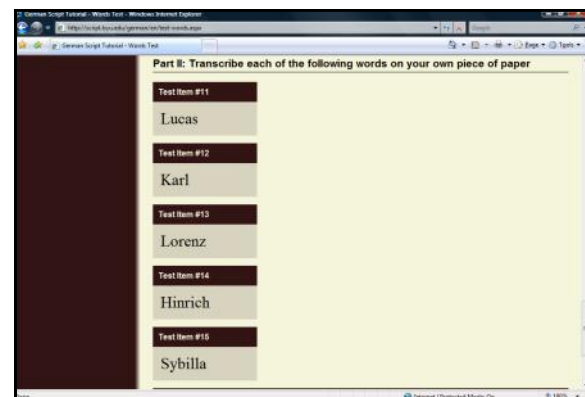 German Script Tutorial - Words Test - Windows Internet Explorer
German Script Tutorial - Words Test
Part II: Transcribe each of the following words on your own piece of paper
Test Item #11
Lucas
Test Item #12
Karl
Test Item #13
Lorenz
Test Item #14
Hinrich
Test Item #15
Sybilla